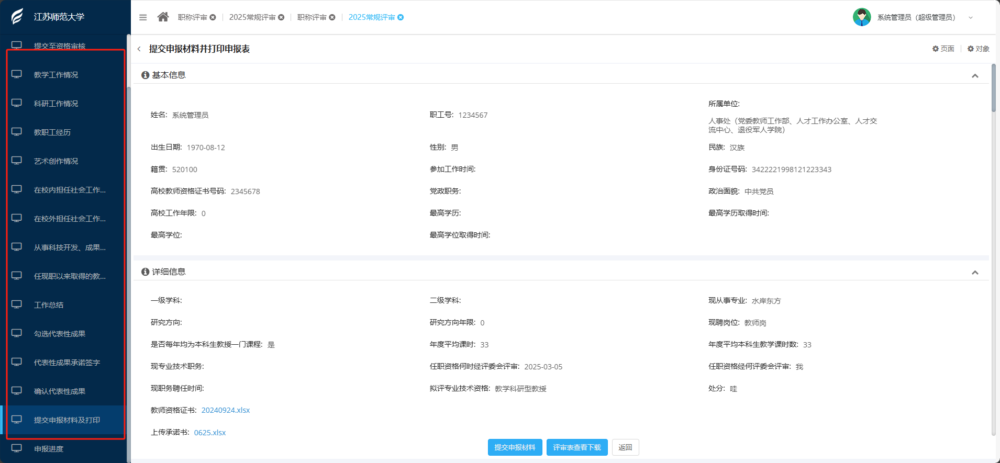 江苏师范大学
职称评审
2025常规评审
职称评审
2025常规评审
系统管理员（超级管理员）
提交至资格审核
教学工作情况
科研工作情况
教职工经历
艺术创作情况
在校内担任社会工作...
在校外担任社会工作...
从事科技开发、成果...
任现职以来取得的教...
工作总结
勾选代表性成果
代表性成果承诺签字
确认代表性成果
提交申报材料及打印
申报进度
提交申报材料并打印申报表
页面
对象
基本信息
姓名: 系统管理员
职工号: 1234567
所属单位:
人事处（党委教师工作部、人才工作办公室、人才交
流中心、退役军人学院）
出生日期: 1970-08-12
性别: 男
民族: 汉族
籍贯: 520100
参加工作时间:
身份证号码: 3422221998121223343
高校教师资格证书号码: 2345678
党政职务:
政治面貌: 中共党员
高校工作年限: 0
最高学历:
最高学历取得时间:
最高学位:
最高学位取得时间:
详细信息
一级学科:
二级学科:
现从事专业: 水岸东方
研究方向:
研究方向年限: 0
现聘岗位: 教师岗
是否每年均为本科生教授一门课程: 是
年度平均课时: 33
年度平均本科生教学课时数: 33
现专业技术职务:
任职资格何时经评委会评审: 2025-03-05
任职资格经何评委会评审: 我
现职务聘任时间:
拟评专业技术资格: 教学科研型教授
处分: 哇
教师资格证书: 20240924.xlsx
上传承诺书: 0625.xlsx
提交申报材料
评审表查看下载
返回